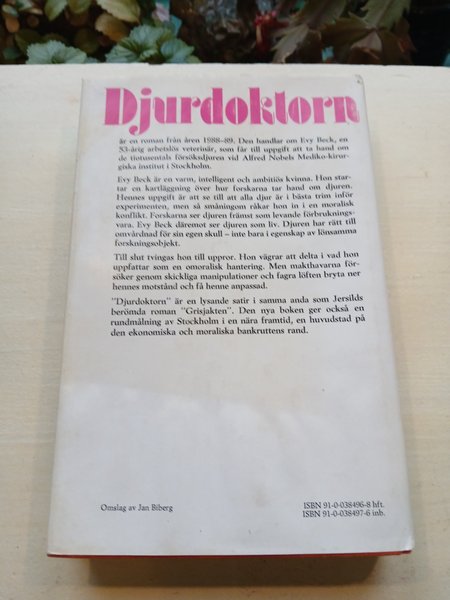 Djurdoktorn
är en roman från åren 1988–89. Den handlar om Evy Beck, en
53-årig arbetslös veterinär, som får till uppgift att ta hand om
de tiotusentals försöksdjuren vid Alfred Nobels Mediko-kirur-
giska institut i Stockholm.
Evy Beck är en varm, intelligent och ambitiös kvinna. Hon star-
tar en kartläggning över hur forskarna tar hand om djuren.
Hennes uppgift är att se till att alla djur är i bästa trim inför
experimenten, men så småningom råkar hon in i en moralisk
konflikt. Forskarna ser djuren främst som levande förbruknings-
vara. Evy Beck däremot ser djuren som liv. Djuren har rätt till
omvårdnad för sin egen skull – inte bara i egenskap av lönsamma
forskningsobjekt.
Till slut tvingas hon till uppror. Hon vägrar att delta i vad hon
uppfattar som en omoralisk hantering. Men makthavarna för-
söker genom skickliga manipulationer och fagra löften bryta ner
hennes motstånd och få henne anpassad.
"Djurdoktorn" är en lysande satir i samma anda som Jersilds
berömda roman "Grisjakten". Den nya boken ger också en
rundmålning av Stockholm i en nära framtid, en huvudstad på
den ekonomiska och moraliska bankruttens rand.
Omslag av Jan Biberg
ISBN 91-0-038496-8 hft.
ISBN 91-0-038497-6 inb.